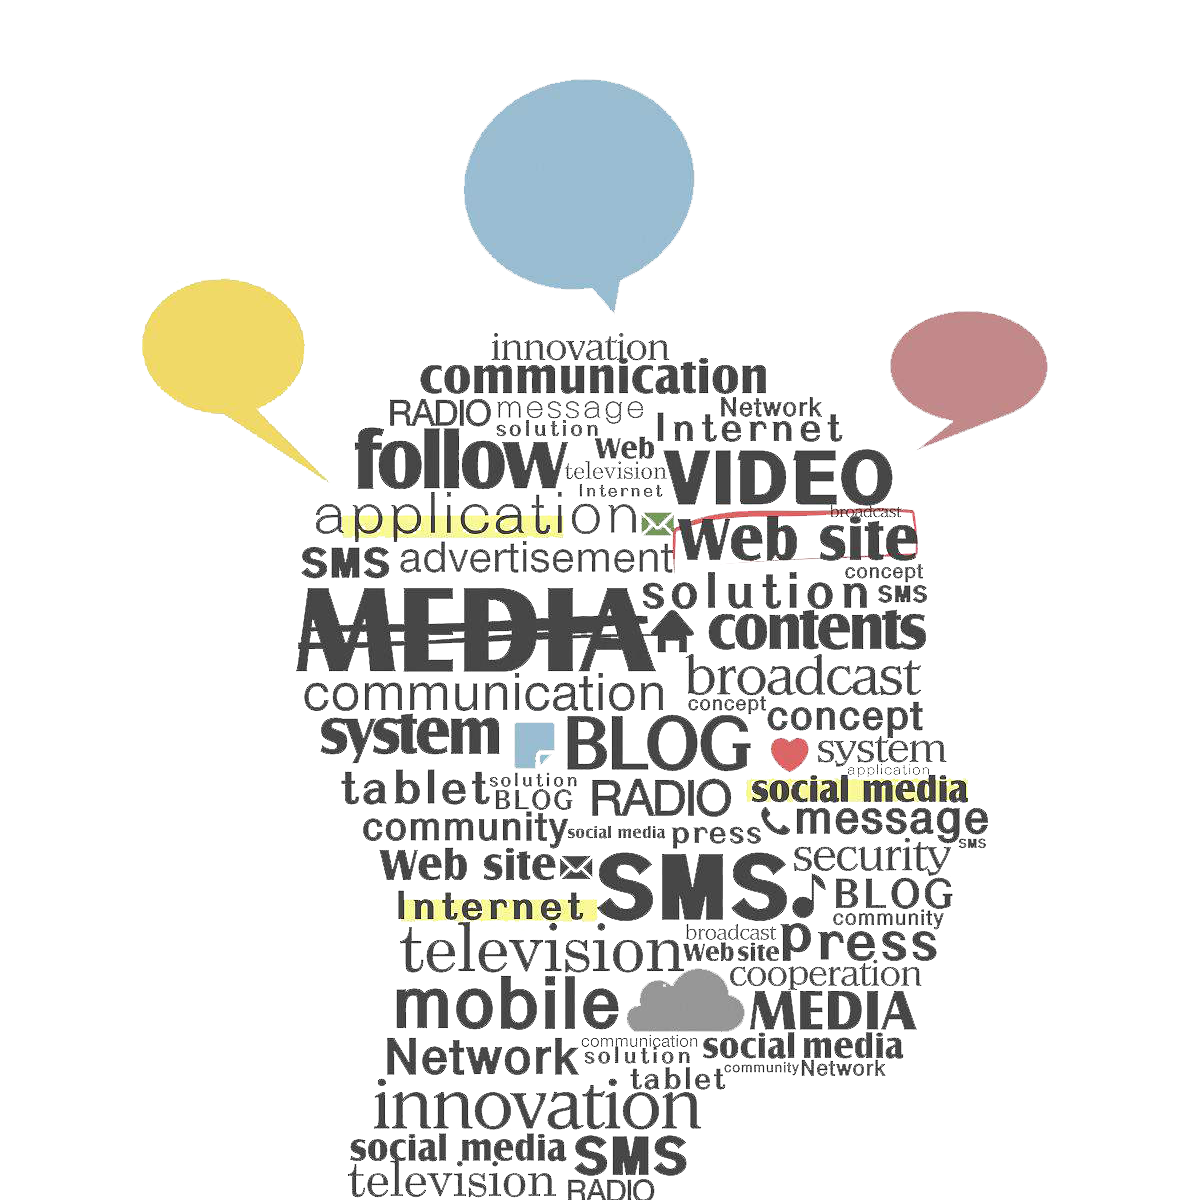 innovation
communication
RADIO message Network
solution Internet
follow Web VIDEO
television
Internet
application broadcast
Web site
SMS advertisement concept
solution SMS
MEDIA contents
broadcast
communication concept concept
system BLOG system
application
tablet solution RADIO social media
BLOG
community social media press message
SMS
Web site SMS security
Internet BLOG
community
television broadcast press
Web site
cooperation
mobile MEDIA
Network communication social media
solution
community Network
tablet
innovation
social media SMS
television RADIO